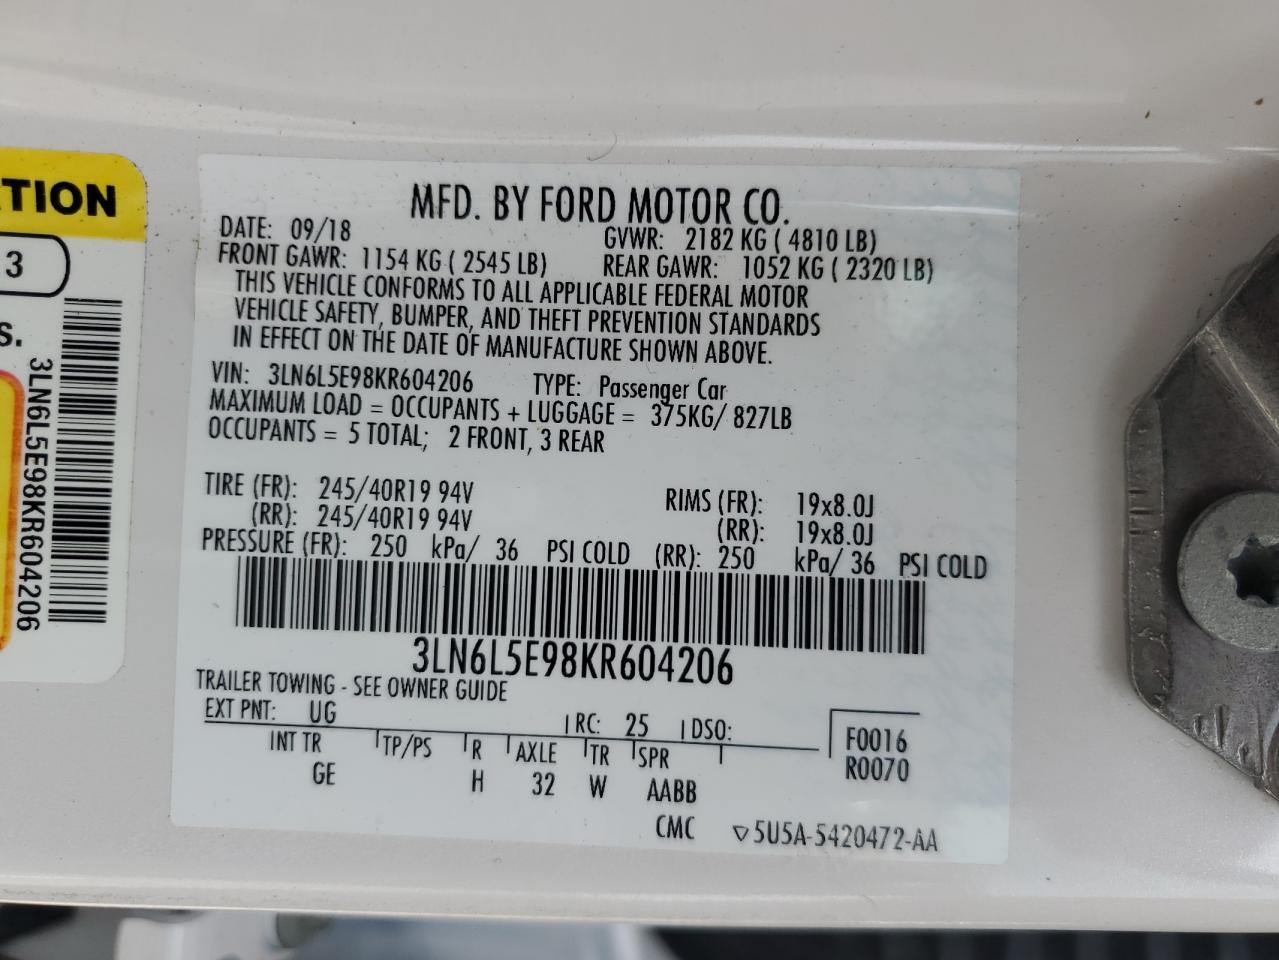 ATION
3
S.
3LN6L5E98KR604206
MFD. BY FORD MOTOR CO.
DATE: 09/18 GVWR: 2182 KG ( 4810 LB)
FRONT GAWR: 1154 KG ( 2545 LB) REAR GAWR: 1052 KG ( 2320 LB)
THIS VEHICLE CONFORMS TO ALL APPLICABLE FEDERAL MOTOR
VEHICLE SAFETY, BUMPER, AND THEFT PREVENTION STANDARDS
IN EFFECT ON THE DATE OF MANUFACTURE SHOWN ABOVE.
VIN: 3LN6L5E98KR604206 TYPE: Passenger Car
MAXIMUM LOAD = OCCUPANTS + LUGGAGE = 375KG/ 827LB
OCCUPANTS = 5 TOTAL; 2 FRONT, 3 REAR
TIRE (FR): 245/40R19 94V RIMS (FR): 19x8.0J
(RR): 245/40R19 94V (RR): 19x8.0J
PRESSURE (FR): 250 kPa/ 36 PSI COLD (RR): 250 kPa/ 36 PSI COLD
3LN6L5E98KR604206
TRAILER TOWING - SEE OWNER GUIDE
EXT PNT: UG RC: 25 DSO: F0016
INT TR TP/PS R AXLE TR SPR R0070
GE H 32 W AABB
CMC ▽5U5A-5420472-AA